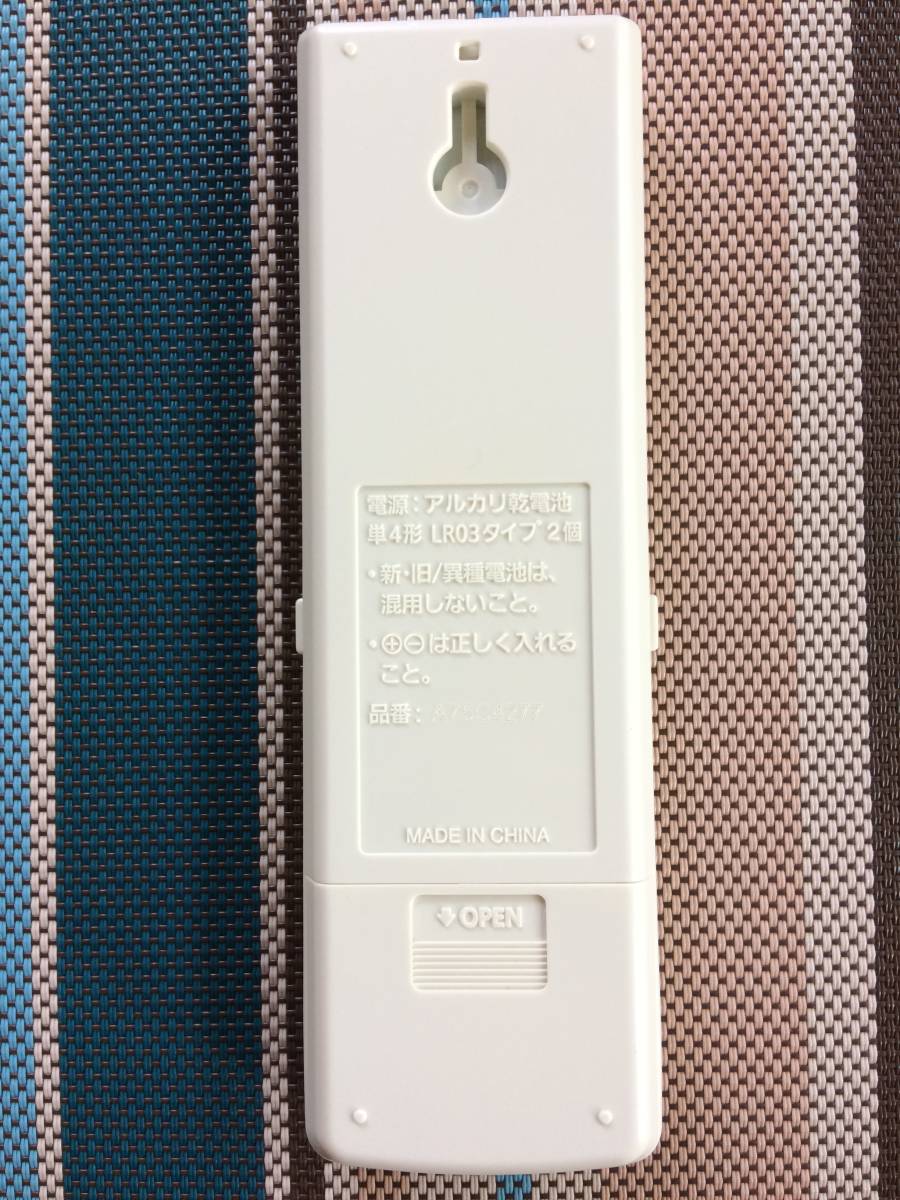 電源：アルカリ乾電池
単4形 LR03タイプ 2個
・新・旧/異種電池は、
混用しないこと。
・⊕⊖は正しく入れる
こと。
品番： A75C4277
MADE IN CHINA
OPEN